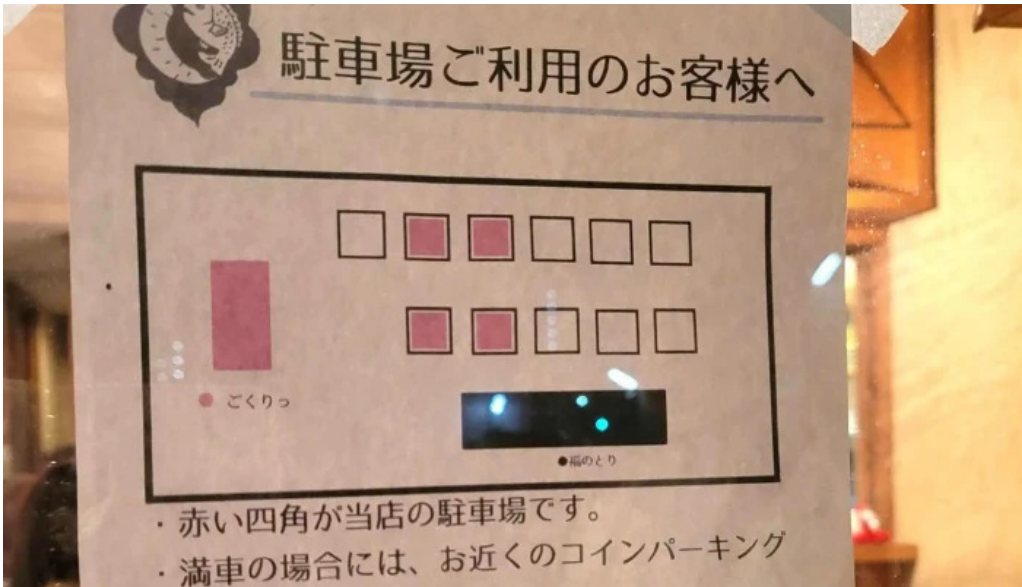 駐車場ご利用のお客様へ
● ごくりっ
●福のとり
・赤い四角が当店の駐車場です。
・満車の場合には、お近くのコインパーキング